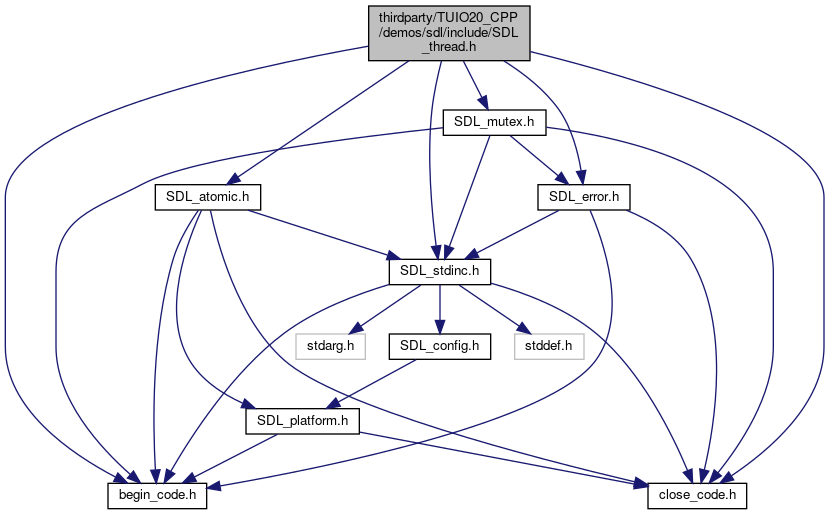 thirdparty/TUIO20_CPP
/demos/sdl/include/SDL
_thread.h
SDL_mutex.h
SDL_atomic.h
SDL_error.h
SDL_stdinc.h
stdarg.h
SDL_config.h
stddef.h
SDL_platform.h
begin_code.h
close_code.h